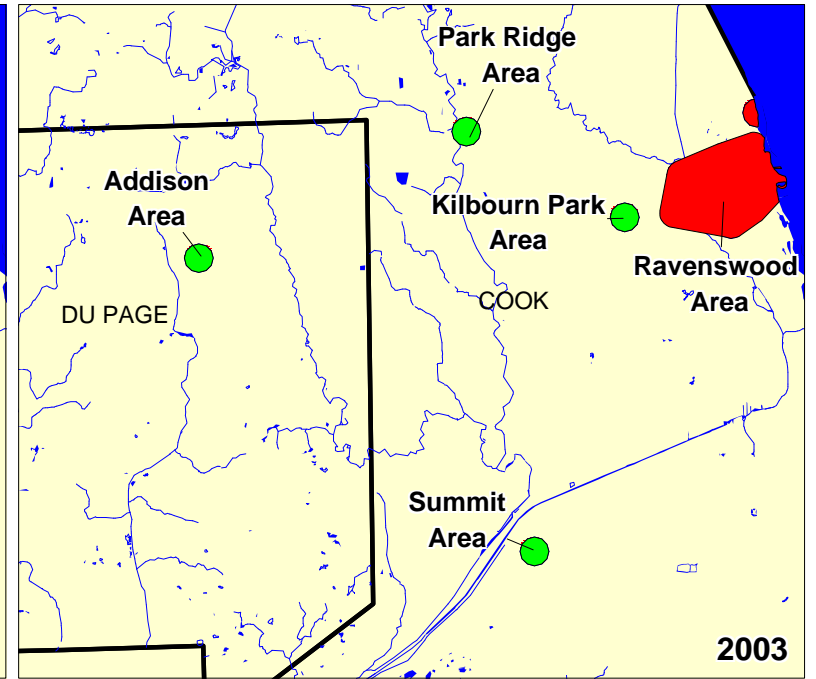 Park Ridge
Area
Addison
Area
Kilbourn Park
Area
Ravenswood
Area
DU PAGE
COOK
Summit
Area
2003